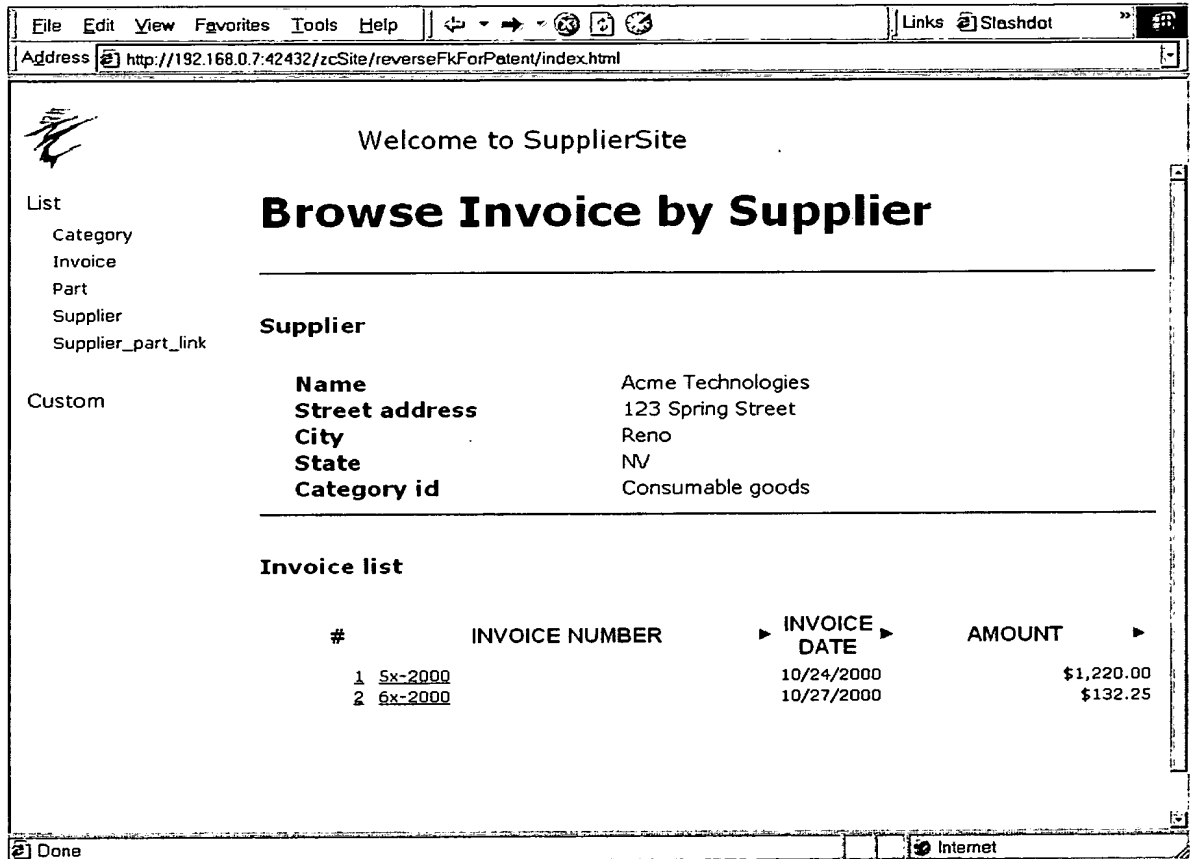 File Edit View Favorites Tools Help Links Slashdot »
Address http://192.168.0.7:42432/zcSite/reverseFkForPatent/index.html
Welcome to SupplierSite
List
Category
Invoice
Part
Supplier
Supplier_part_link
Custom
Browse Invoice by Supplier
Supplier
Name Acme Technologies
Street address 123 Spring Street
City Reno
State NV
Category id Consumable goods
Invoice list
# INVOICE NUMBER INVOICE DATE AMOUNT
1 5x-2000 10/24/2000 $1,220.00
2 6x-2000 10/27/2000 $132.25
Done Internet